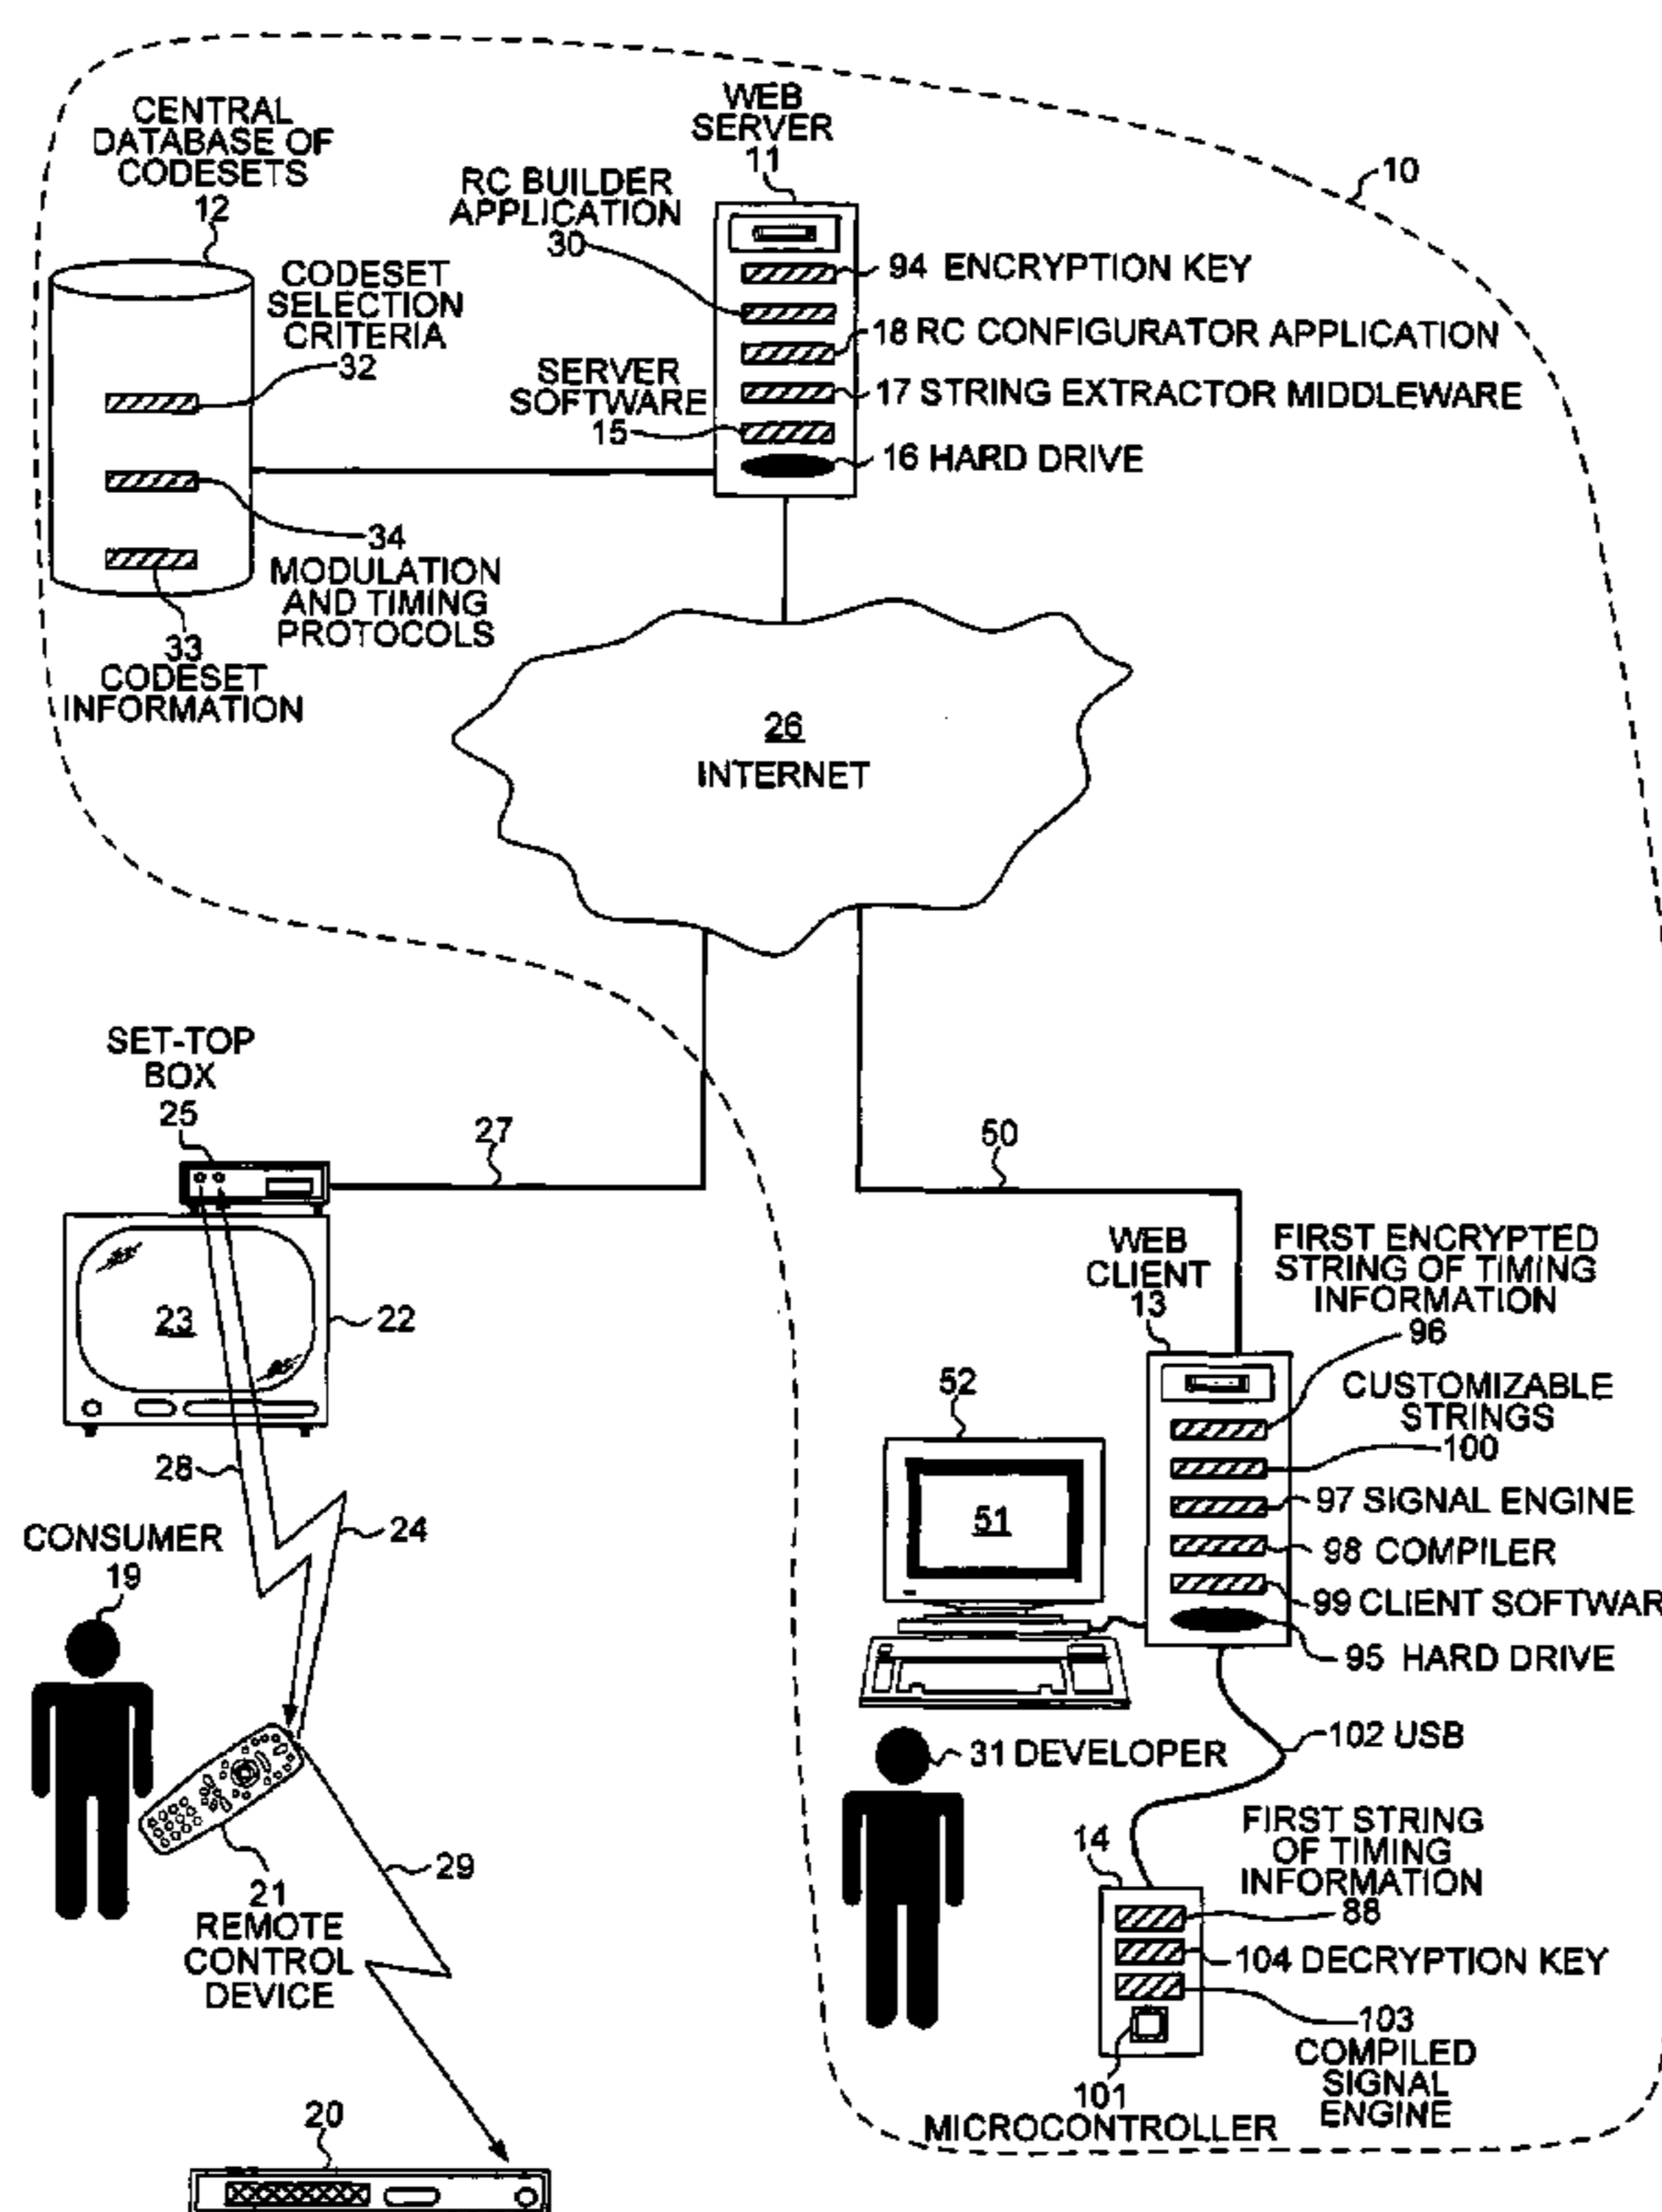 CENTRAL
DATABASE OF
CODESETS
12
WEB
SERVER
11
10
RC BUILDER
APPLICATION
30
94 ENCRYPTION KEY
CODESET
SELECTION
CRITERIA
32
18 RC CONFIGURATOR APPLICATION
SERVER
SOFTWARE
15
17 STRING EXTRACTOR MIDDLEWARE
16 HARD DRIVE
34
MODULATION
AND TIMING
PROTOCOLS
33
CODESET
INFORMATION
26
INTERNET
SET-TOP
BOX
25
27
50
23
22
WEB
CLIENT
13
FIRST ENCRYPTED
STRING OF TIMING
INFORMATION
96
52
CUSTOMIZABLE
STRINGS
100
28
24
51
97 SIGNAL ENGINE
98 COMPILER
99 CLIENT SOFTWAR
95 HARD DRIVE
CONSUMER
19
102 USB
31 DEVELOPER
21
REMOTE
CONTROL
DEVICE
29
14
FIRST STRING
OF TIMING
INFORMATION
88
104 DECRYPTION KEY
103
COMPILED
SIGNAL
ENGINE
101
MICROCONTROLLER
20